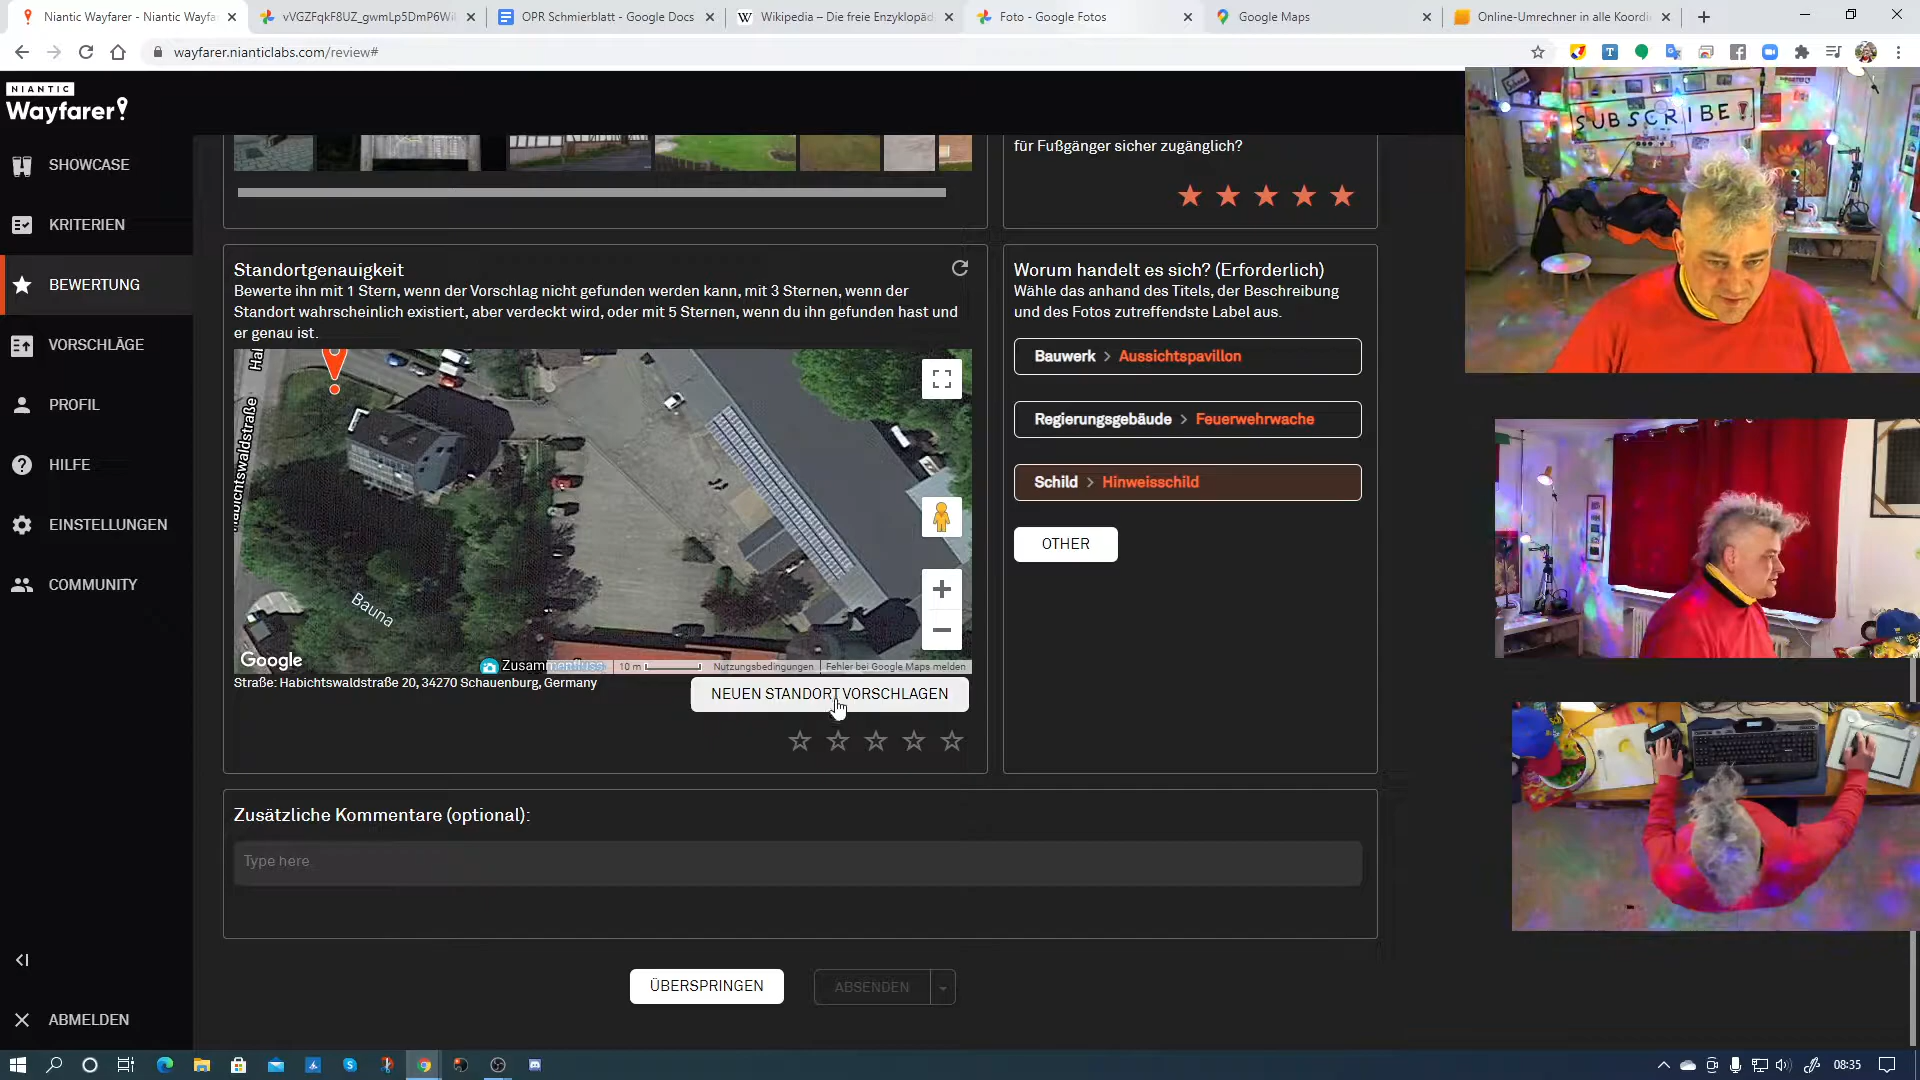 Niantic Wayfarer - Niantic Wayfa
vVGZFqkF8UZ_gwmLp5DmP6Wi
OPR Schmierblatt - Google Docs
Wikipedia – Die freie Enzyklopäd
Foto - Google Fotos
Google Maps
Online-Umrechner in alle Koordi
wayfarer.nianticlabs.com/review#
NIANTIC
Wayfarer
SUBSCRIBE!
SHOWCASE
KRITERIEN
BEWERTUNG
VORSCHLÄGE
PROFIL
HILFE
EINSTELLUNGEN
COMMUNITY
ABMELDEN
für Fußgänger sicher zugänglich?
Standortgenauigkeit
Bewerte ihn mit 1 Stern, wenn der Vorschlag nicht gefunden werden kann, mit 3 Sternen, wenn der
Standort wahrscheinlich existiert, aber verdeckt wird, oder mit 5 Sternen, wenn du ihn gefunden hast und
er genau ist.
Bauna
Google
10 m
Nutzungsbedingungen
Fehler bei Google Maps melden
Straße: Habichtswaldstraße 20, 34270 Schauenburg, Germany
NEUEN STANDORT VORSCHLAGEN
Worum handelt es sich? (Erforderlich)
Wähle das anhand des Titels, der Beschreibung
und des Fotos zutreffendste Label aus.
Bauwerk > Aussichtspavillon
Regierungsgebäude > Feuerwehrwache
Schild > Hinweisschild
OTHER
Zusätzliche Kommentare (optional):
Type here
ÜBERSPRINGEN
ABSENDEN
08:35